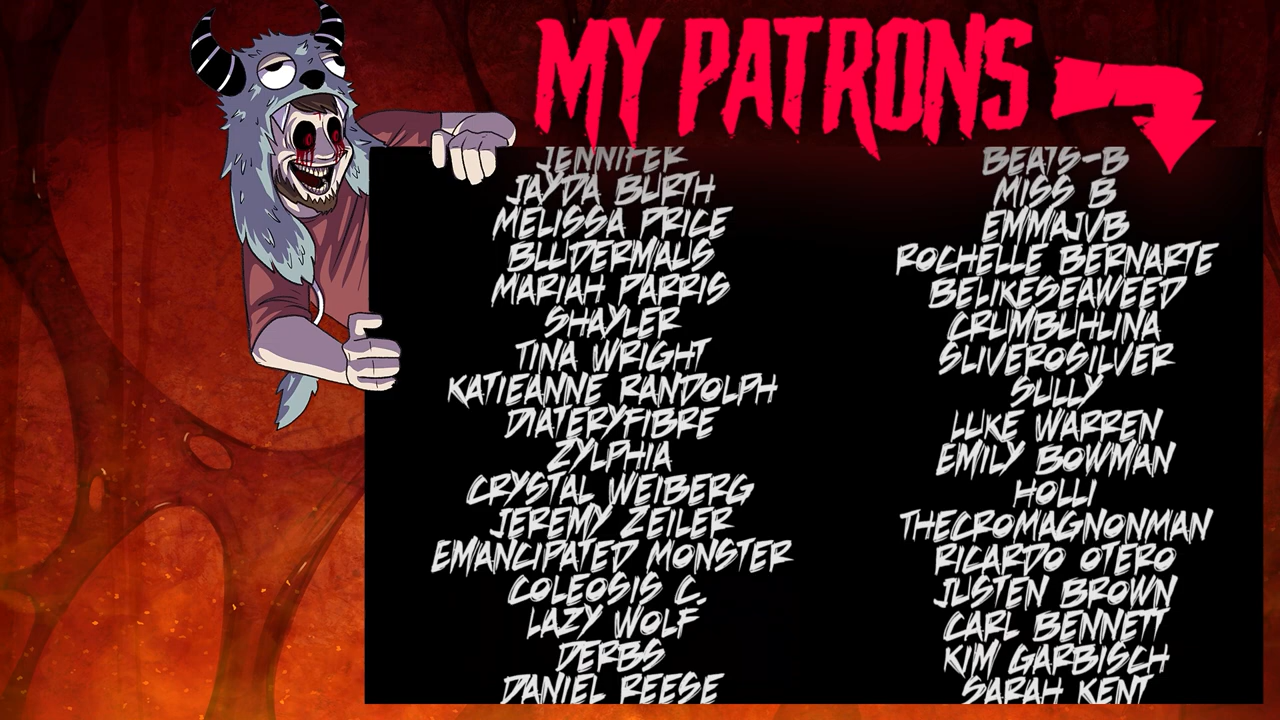 MY PATRONS
JENNIFER
JAYDA BURTH
MELISSA PRICE
BLUDERMAUS
MARIAH PARRIS
SHAYLER
TINA WRIGHT
KATIEANNE RANDOLPH
DIATERYFIBRE
ZYLPHIA
CRYSTAL WEIBERG
JEREMY ZEILER
EMANCIPATED MONSTER
COLEOSIS C.
LAZY WOLF
DERBS
DANIEL REESE
BEATS-B
MISS B
EMMAJVB
ROCHELLE BERNARTE
BELIKESEAWEED
CRUMBUHLINA
SLIVEROSILVER
SULLY
LUKE WARREN
EMILY BOWMAN
HOLLI
THECROMAGNONMAN
RICARDO OTERO
JUSTEN BROWN
CARL BENNETT
KIM GARBISCH
SARAH KENT